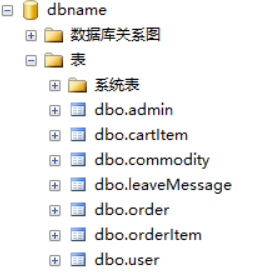 dbname
数据库关系图
表
系统表
dbo.admin
dbo.cartItem
dbo.commodity
dbo.leaveMessage
dbo.order
dbo.orderItem
dbo.user